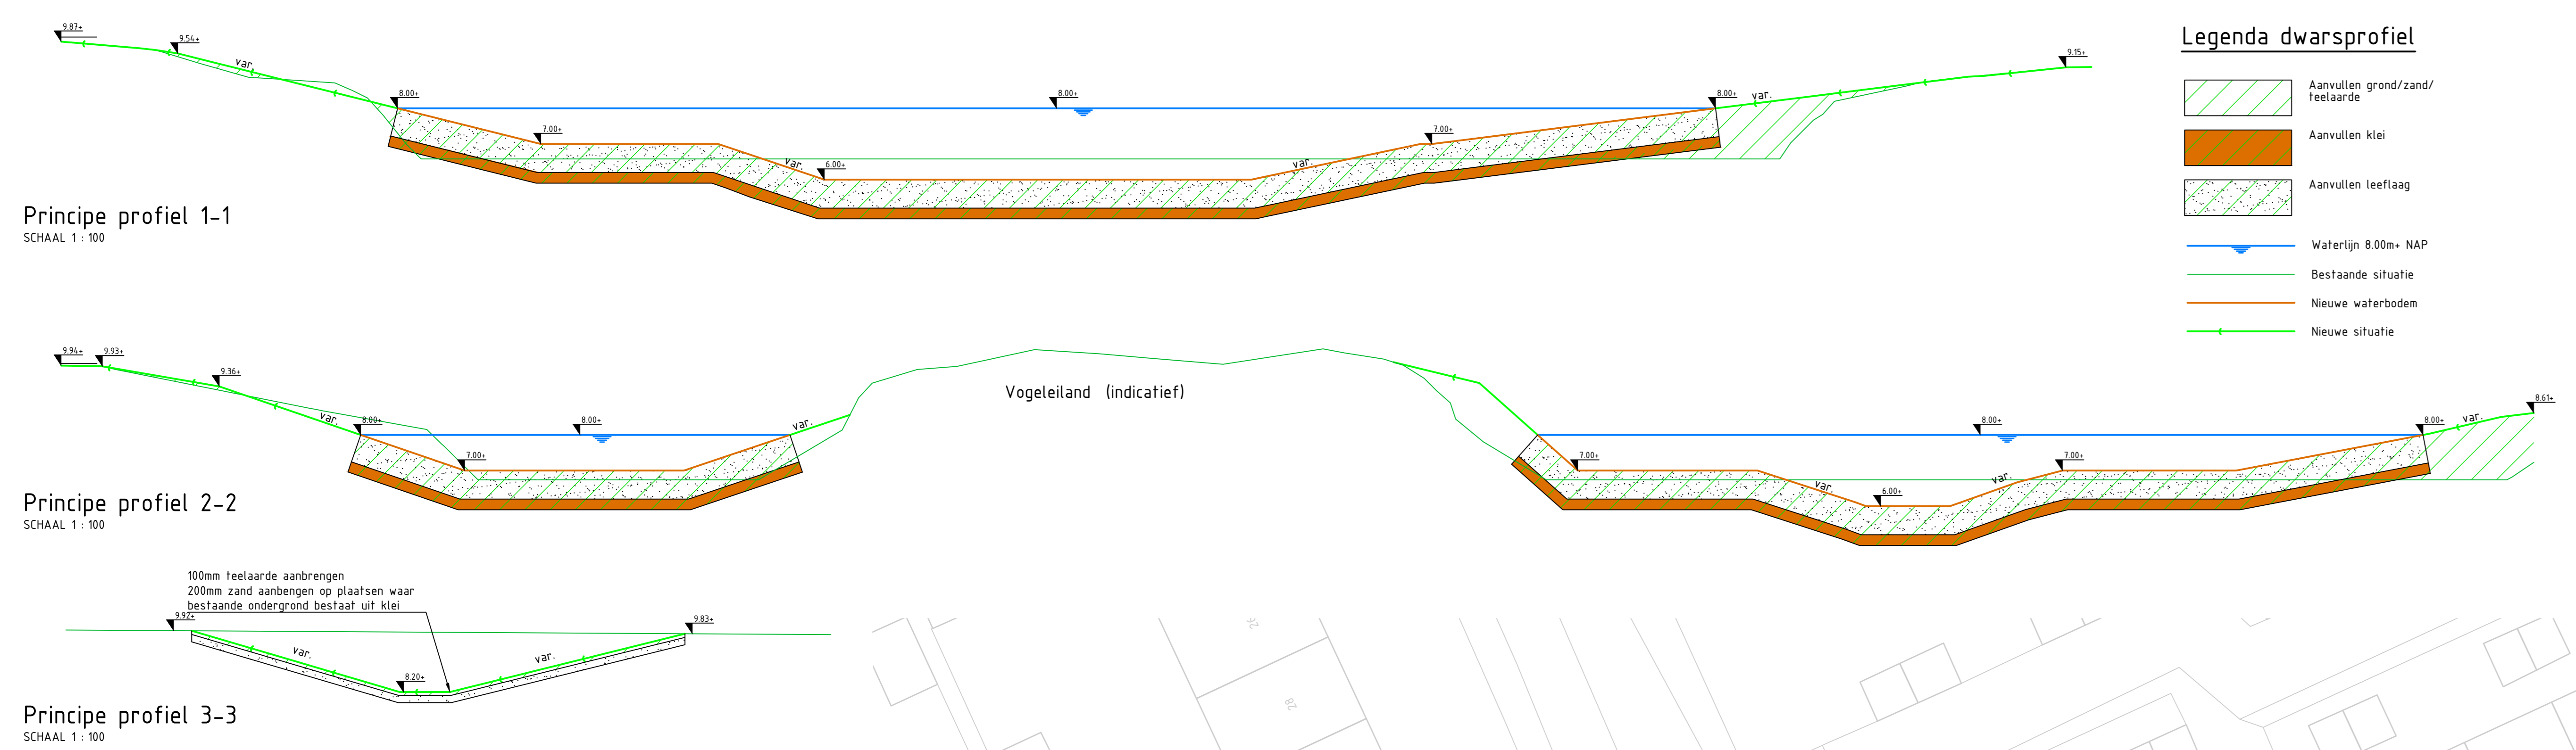 9.87+
9.54+
var.
8.00+
7.00+
var.
6.00+
8.00+
var.
7.00+
8.00+
var.
9.15+
Principe profiel 1-1
SCHAAL 1 : 100
Legenda dwarsprofiel
Aanvullen grond/zand/
teelaarde
Aanvullen klei
Aanvullen leeflaag
Waterlijn 8.00m+ NAP
Bestaande situatie
Nieuwe waterbodem
Nieuwe situatie
9.94+
9.93+
9.36+
var.
8.00+
7.00+
8.00+
var.
Vogeleiland (indicatief)
7.00+
var.
6.00+
8.00+
var.
7.00+
8.00+
var.
8.61+
Principe profiel 2-2
SCHAAL 1 : 100
100mm teelaarde aanbrengen
200mm zand aanbengen op plaatsen waar
bestaande ondergrond bestaat uit klei
9.92+
var.
8.20+
var.
9.83+
Principe profiel 3-3
SCHAAL 1 : 100
26
28